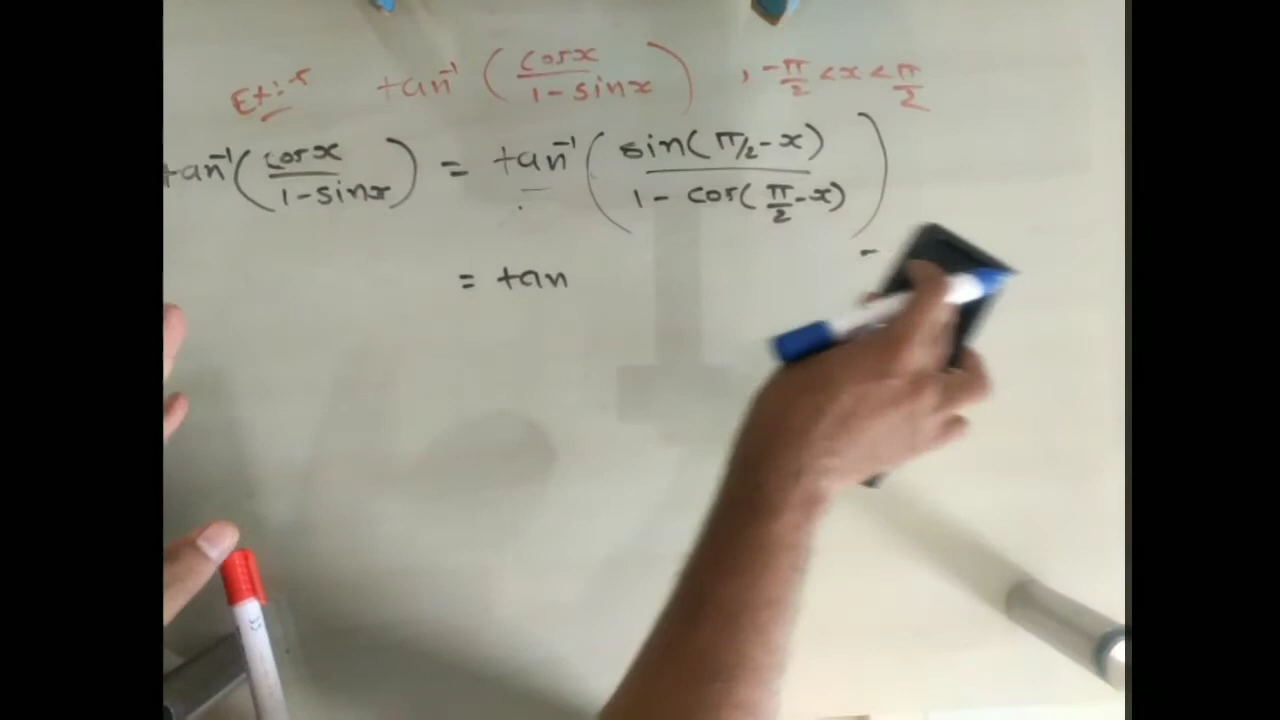 Ex:- 5 tan⁻¹ (cosx / 1 - sinx) , -π/2 < x < π/2
tan⁻¹ (cosx / 1 - sinx) = tan⁻¹ (sin(π/2 - x) / 1 - cos(π/2 - x))
= tan